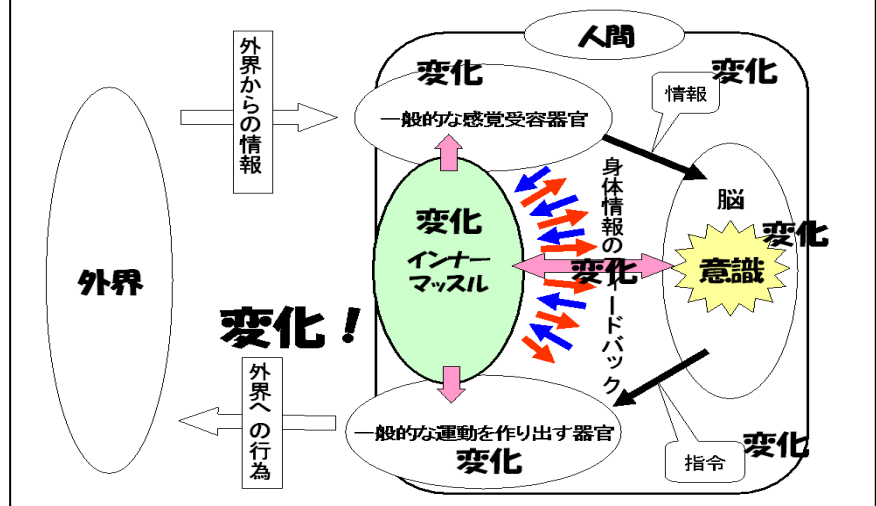 人間
変化
変化
情報
外界からの情報
一般的な感覚受容器官
身体情報の
ードバック
脳
変化
変化
インナー
マッスル
変化
意識
外界
変化！
外界への行為
一般的な運動を作り出す器官
変化
指令
変化